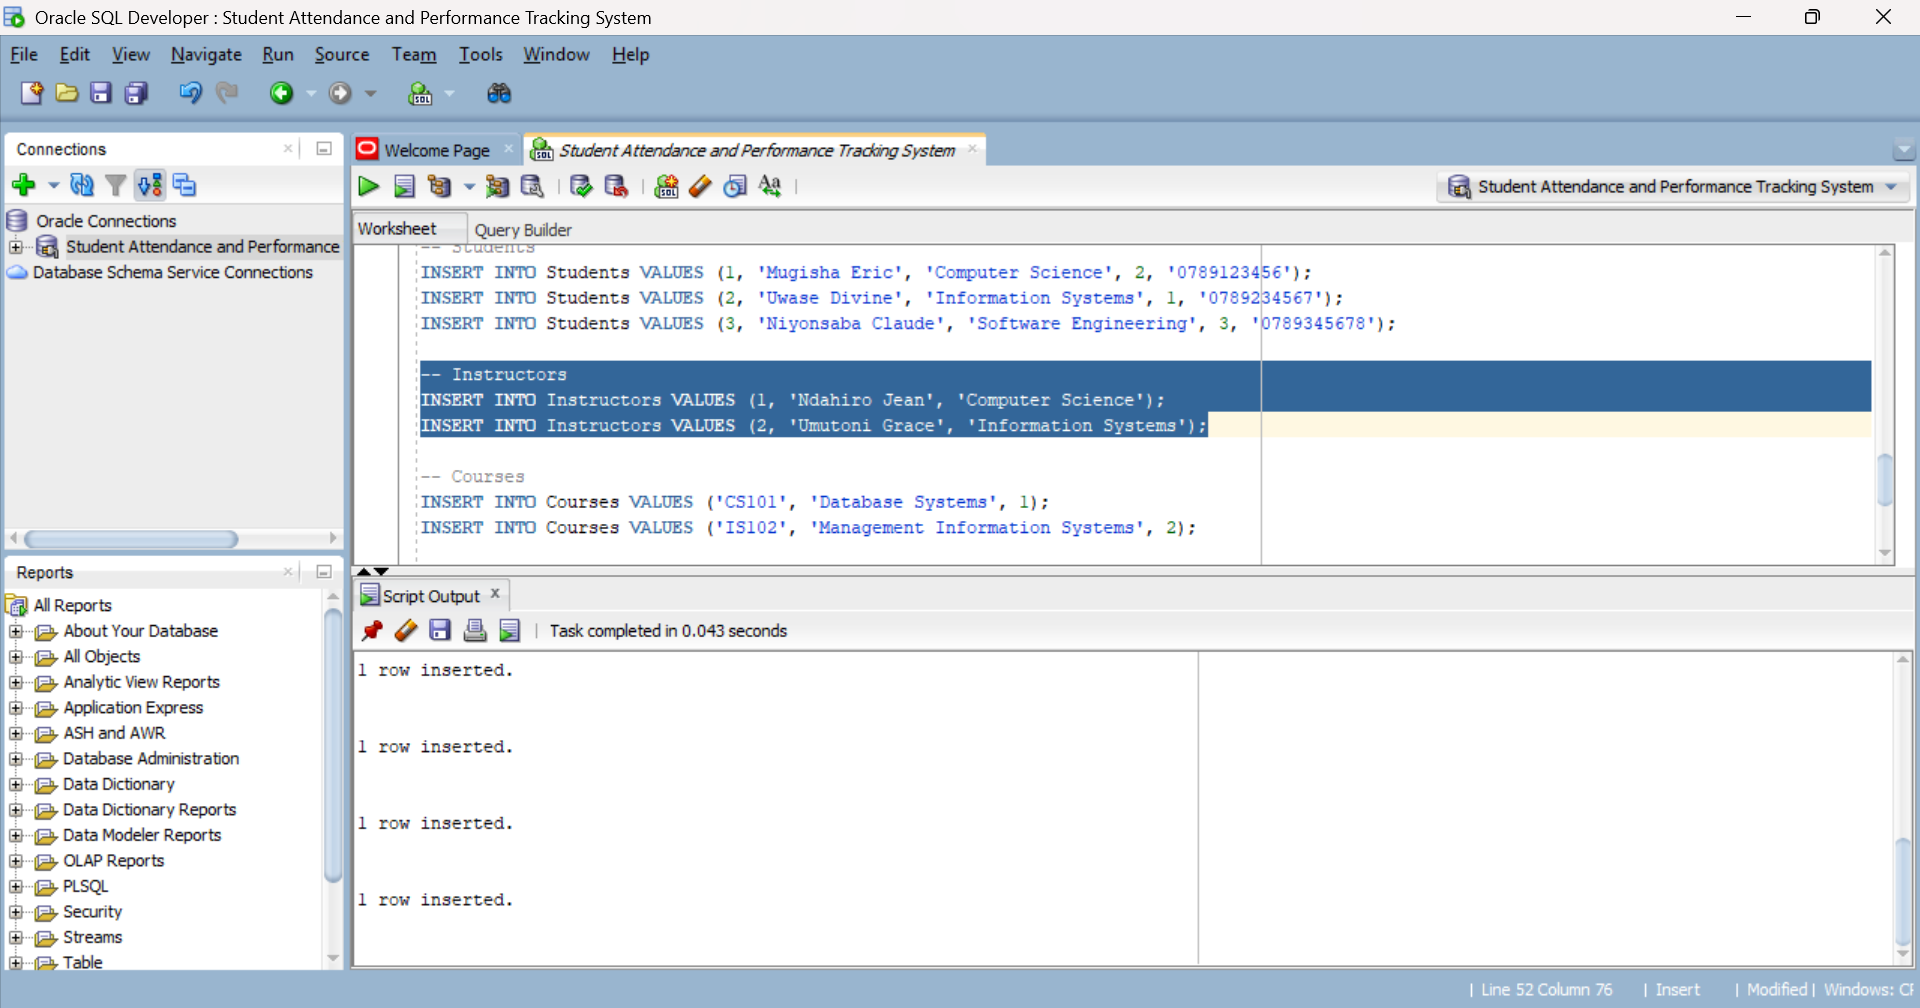 Oracle SQL Developer : Student Attendance and Performance Tracking System
File Edit View Navigate Run Source Team Tools Window Help
Connections
Oracle Connections
Student Attendance and Performance
Database Schema Service Connections
Reports
All Reports
About Your Database
All Objects
Analytic View Reports
Application Express
ASH and AWR
Database Administration
Data Dictionary
Data Dictionary Reports
Data Modeler Reports
OLAP Reports
PLSQL
Security
Streams
Table
Welcome Page
Student Attendance and Performance Tracking System
Student Attendance and Performance Tracking System
Worksheet Query Builder
-- Students
INSERT INTO Students VALUES (1, 'Mugisha Eric', 'Computer Science', 2, '0789123456');
INSERT INTO Students VALUES (2, 'Uwase Divine', 'Information Systems', 1, '0789234567');
INSERT INTO Students VALUES (3, 'Niyonsaba Claude', 'Software Engineering', 3, '0789345678');
-- Instructors
INSERT INTO Instructors VALUES (1, 'Ndahiro Jean', 'Computer Science');
INSERT INTO Instructors VALUES (2, 'Umutoni Grace', 'Information Systems');
-- Courses
INSERT INTO Courses VALUES ('CS101', 'Database Systems', 1);
INSERT INTO Courses VALUES ('IS102', 'Management Information Systems', 2);
Script Output
Task completed in 0.043 seconds
1 row inserted.
1 row inserted.
1 row inserted.
1 row inserted.
| Line 52 Column 76 | Insert | Modified | Windows: CR